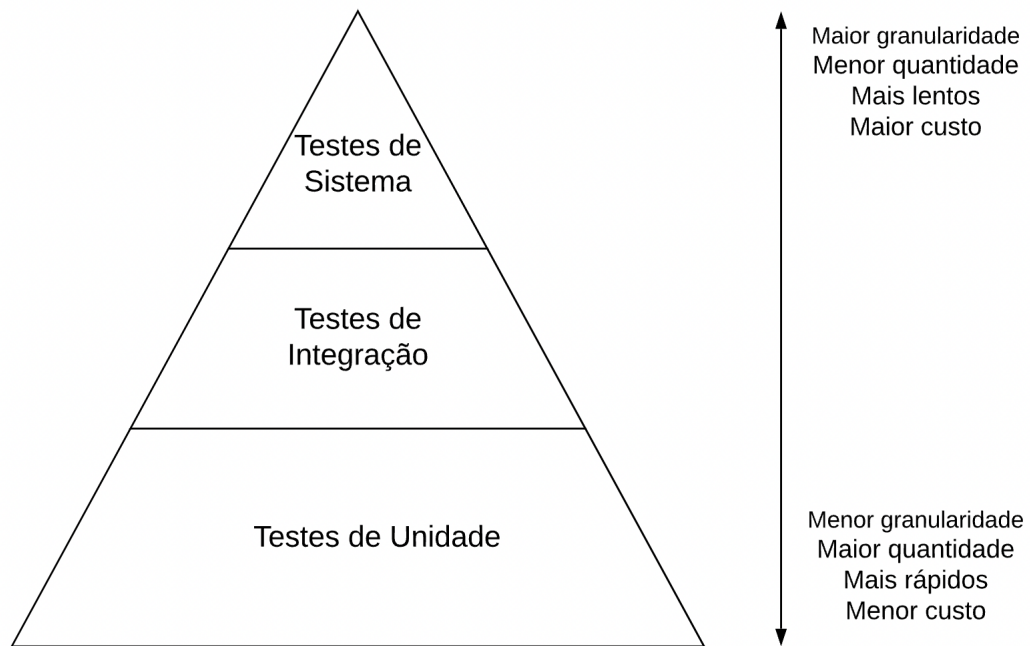 Testes de
Sistema
Testes de
Integração
Testes de Unidade
Maior granularidade
Menor quantidade
Mais lentos
Maior custo
Menor granularidade
Maior quantidade
Mais rápidos
Menor custo